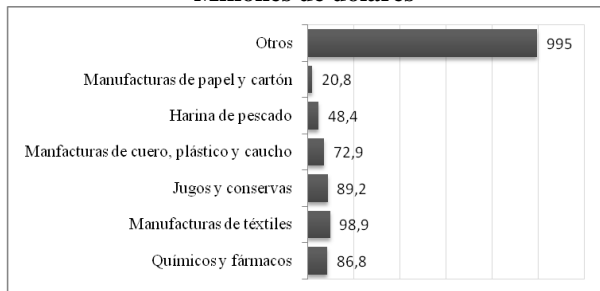 Millones de dólares
Otros 995
Manufacturas de papel y cartón 20,8
Harina de pescado 48,4
Manfacturas de cuero, plástico y caucho 72,9
Jugos y conservas 89,2
Manufacturas de téxtiles 98,9
Químicos y fármacos 86,8